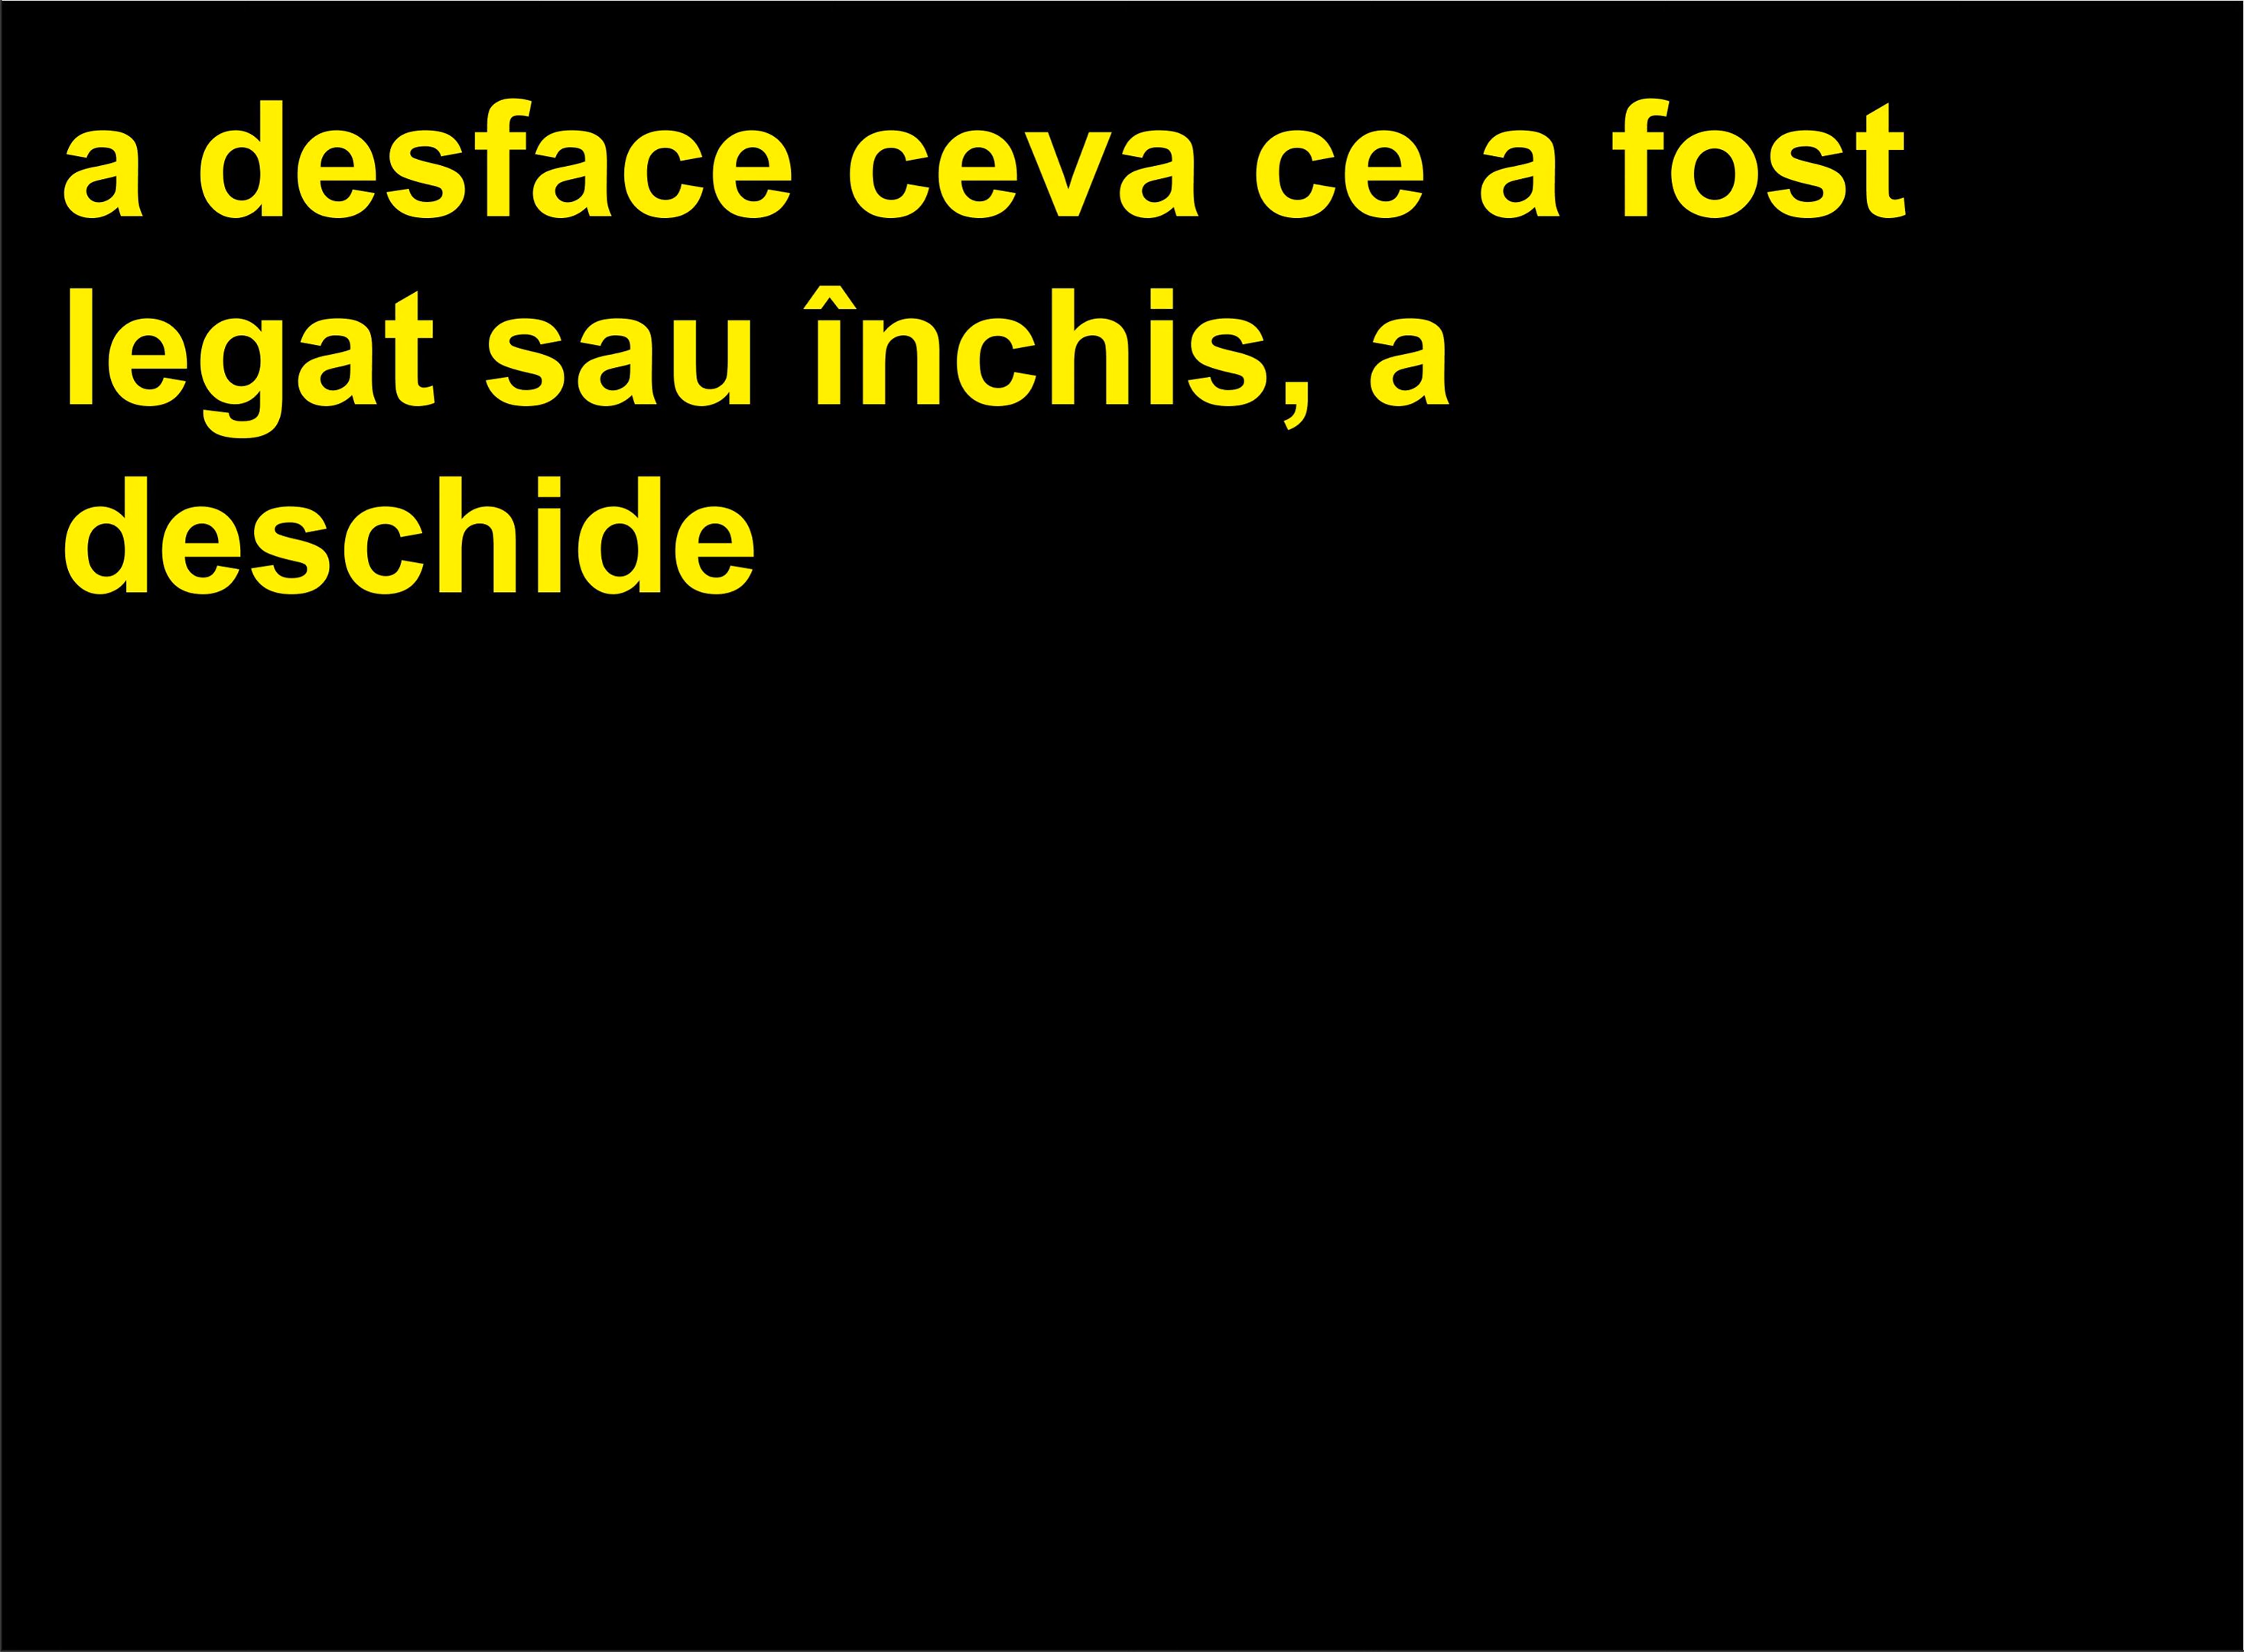 a desface ceva ce a fost
legat sau închis, a
deschide